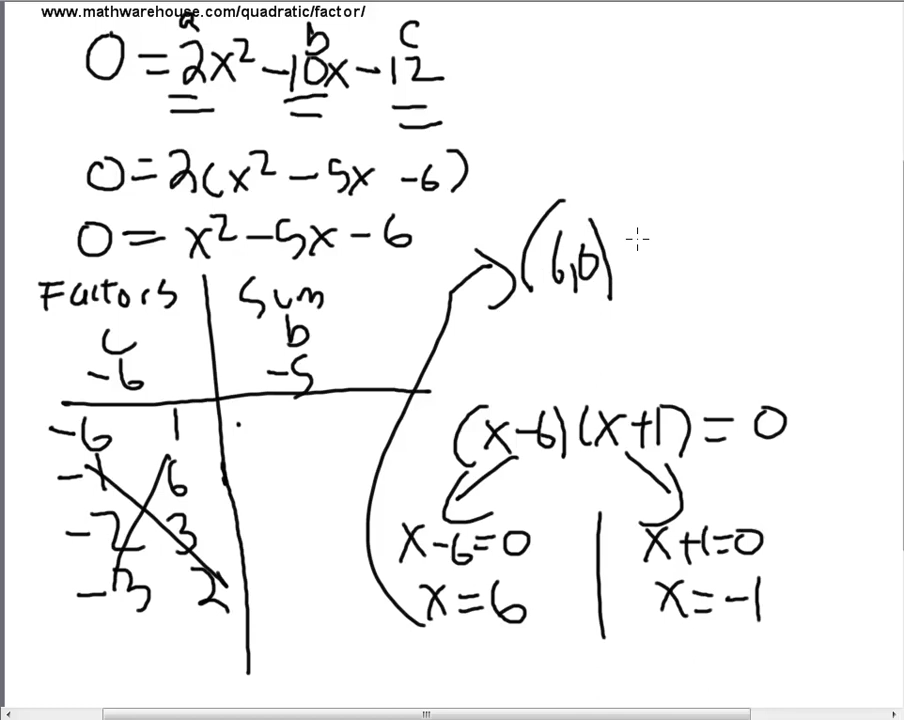 www.mathwarehouse.com/quadratic/factor/
a b c
0 = 2x² -10x - 12
0 = 2(x² - 5x - 6)
0 = x² - 5x - 6
(6,0)
Factors Sum
c b
-6 -5
-6 1
-1 6
-2 3
-3 2
(x-6)(x+1) = 0
x-6=0 x+1=0
x=6 x=-1